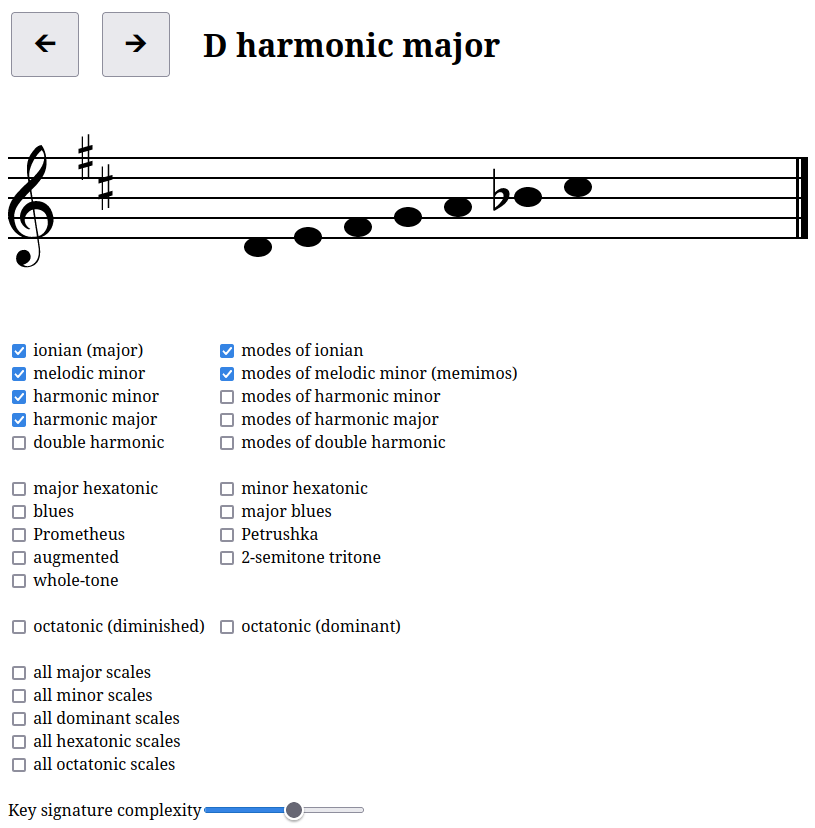 ← → D harmonic major
ionian (major) modes of ionian
melodic minor modes of melodic minor (memimos)
harmonic minor modes of harmonic minor
harmonic major modes of harmonic major
double harmonic modes of double harmonic
major hexatonic minor hexatonic
blues major blues
Prometheus Petrushka
augmented 2-semitone tritone
whole-tone
octatonic (diminished) octatonic (dominant)
all major scales
all minor scales
all dominant scales
all hexatonic scales
all octatonic scales
Key signature complexity